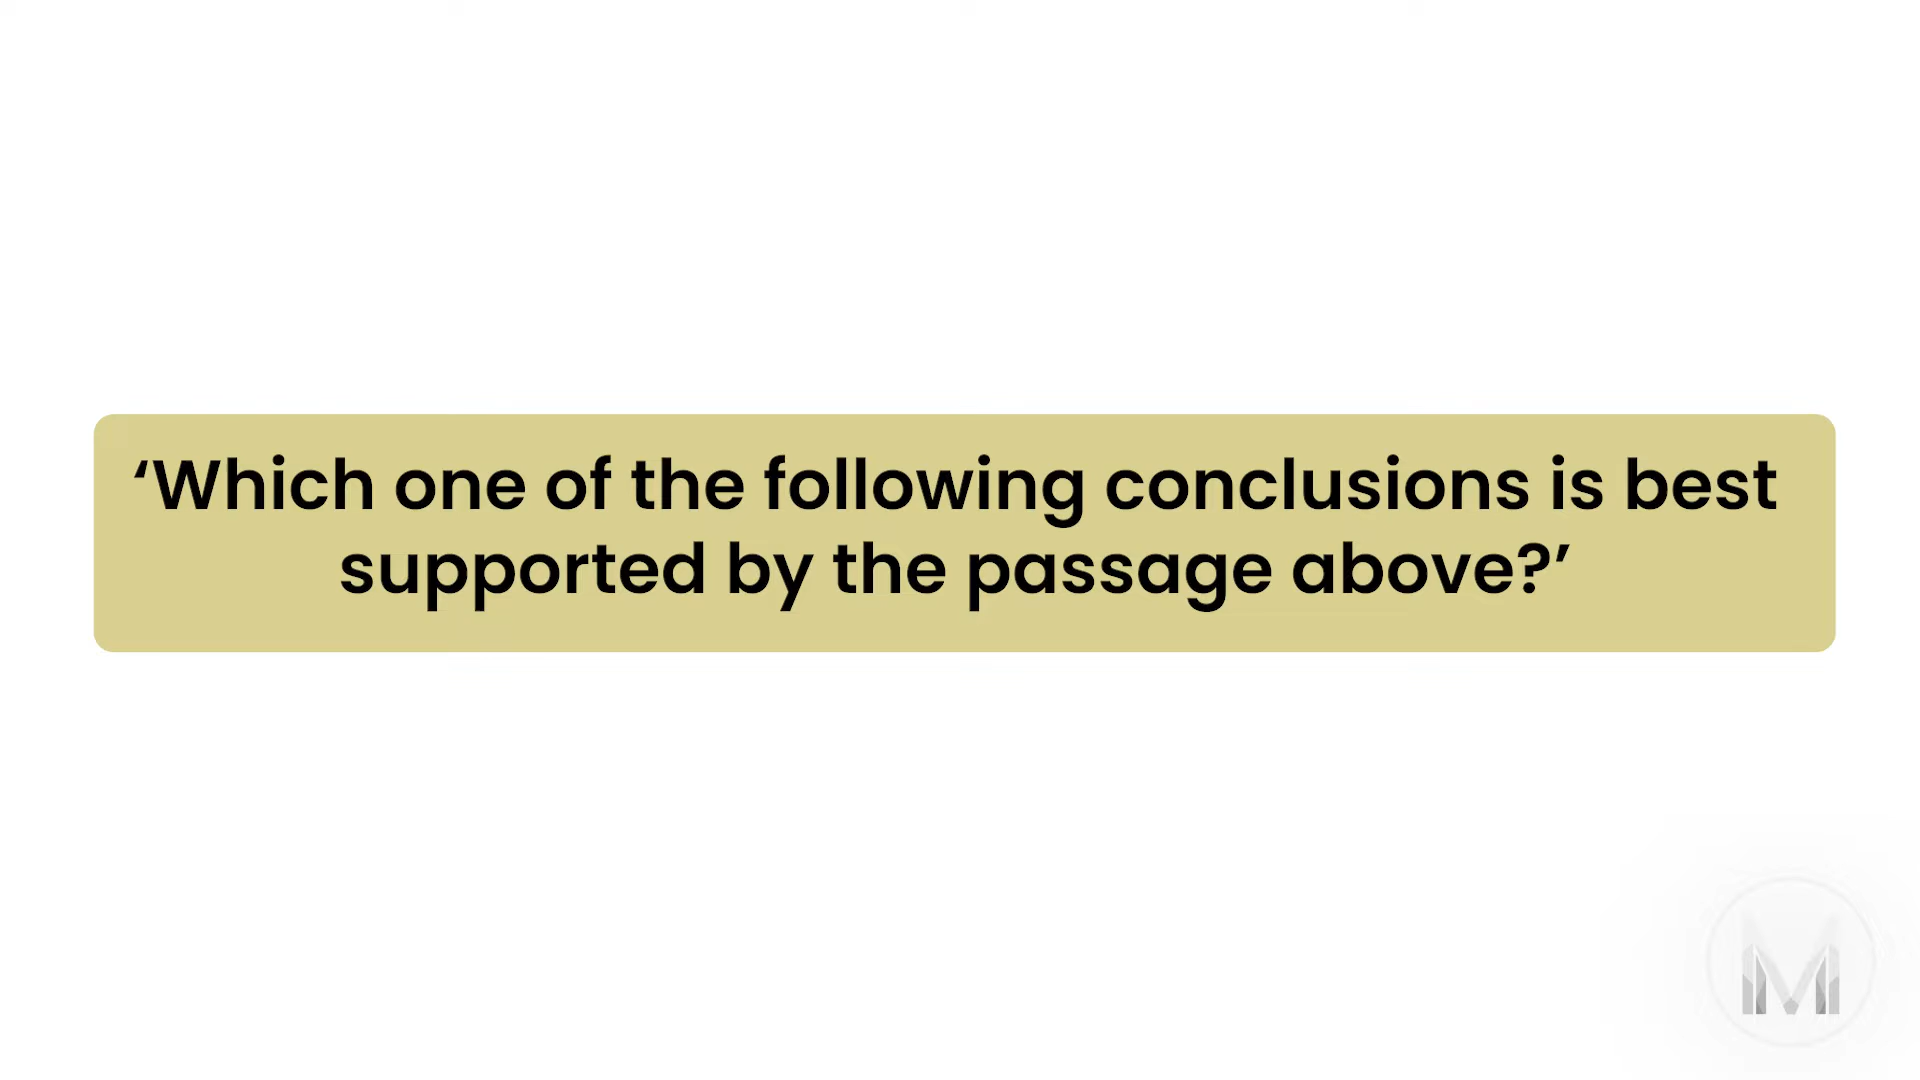 ‘Which one of the following conclusions is best
supported by the passage above?’
M